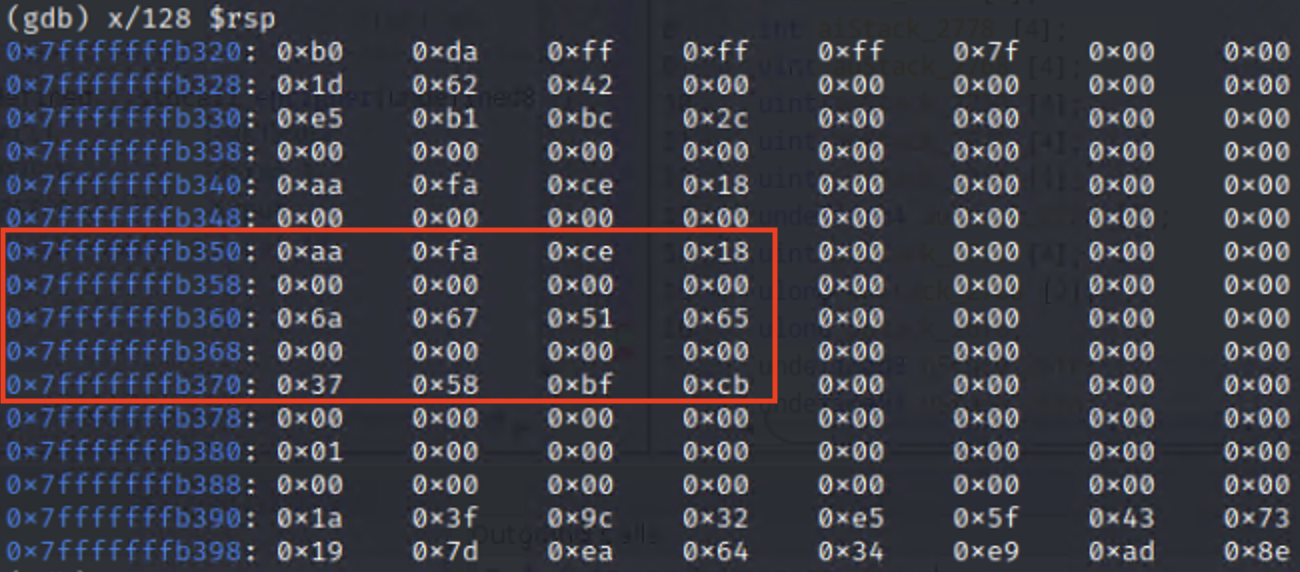 (gdb) x/128 $rsp
0x7fffffffb320: 0xb0 0xda 0xff 0xff 0xff 0x7f 0x00 0x00
0x7fffffffb328: 0x1d 0x62 0x42 0x00 0x00 0x00 0x00 0x00
0x7fffffffb330: 0xe5 0xb1 0xbc 0x2c 0x00 0x00 0x00 0x00
0x7fffffffb338: 0x00 0x00 0x00 0x00 0x00 0x00 0x00 0x00
0x7fffffffb340: 0xaa 0xfa 0xce 0x18 0x00 0x00 0x00 0x00
0x7fffffffb348: 0x00 0x00 0x00 0x00 0x00 0x00 0x00 0x00
0x7fffffffb350: 0xaa 0xfa 0xce 0x18 0x00 0x00 0x00 0x00
0x7fffffffb358: 0x00 0x00 0x00 0x00 0x00 0x00 0x00 0x00
0x7fffffffb360: 0x6a 0x67 0x51 0x65 0x00 0x00 0x00 0x00
0x7fffffffb368: 0x00 0x00 0x00 0x00 0x00 0x00 0x00 0x00
0x7fffffffb370: 0x37 0x58 0xbf 0xcb 0x00 0x00 0x00 0x00
0x7fffffffb378: 0x00 0x00 0x00 0x00 0x00 0x00 0x00 0x00
0x7fffffffb380: 0x01 0x00 0x00 0x00 0x00 0x00 0x00 0x00
0x7fffffffb388: 0x00 0x00 0x00 0x00 0x00 0x00 0x00 0x00
0x7fffffffb390: 0x1a 0x3f 0x9c 0x32 0xe5 0x5f 0x43 0x73
0x7fffffffb398: 0x19 0x7d 0xea 0x64 0x34 0xe9 0xad 0x8e